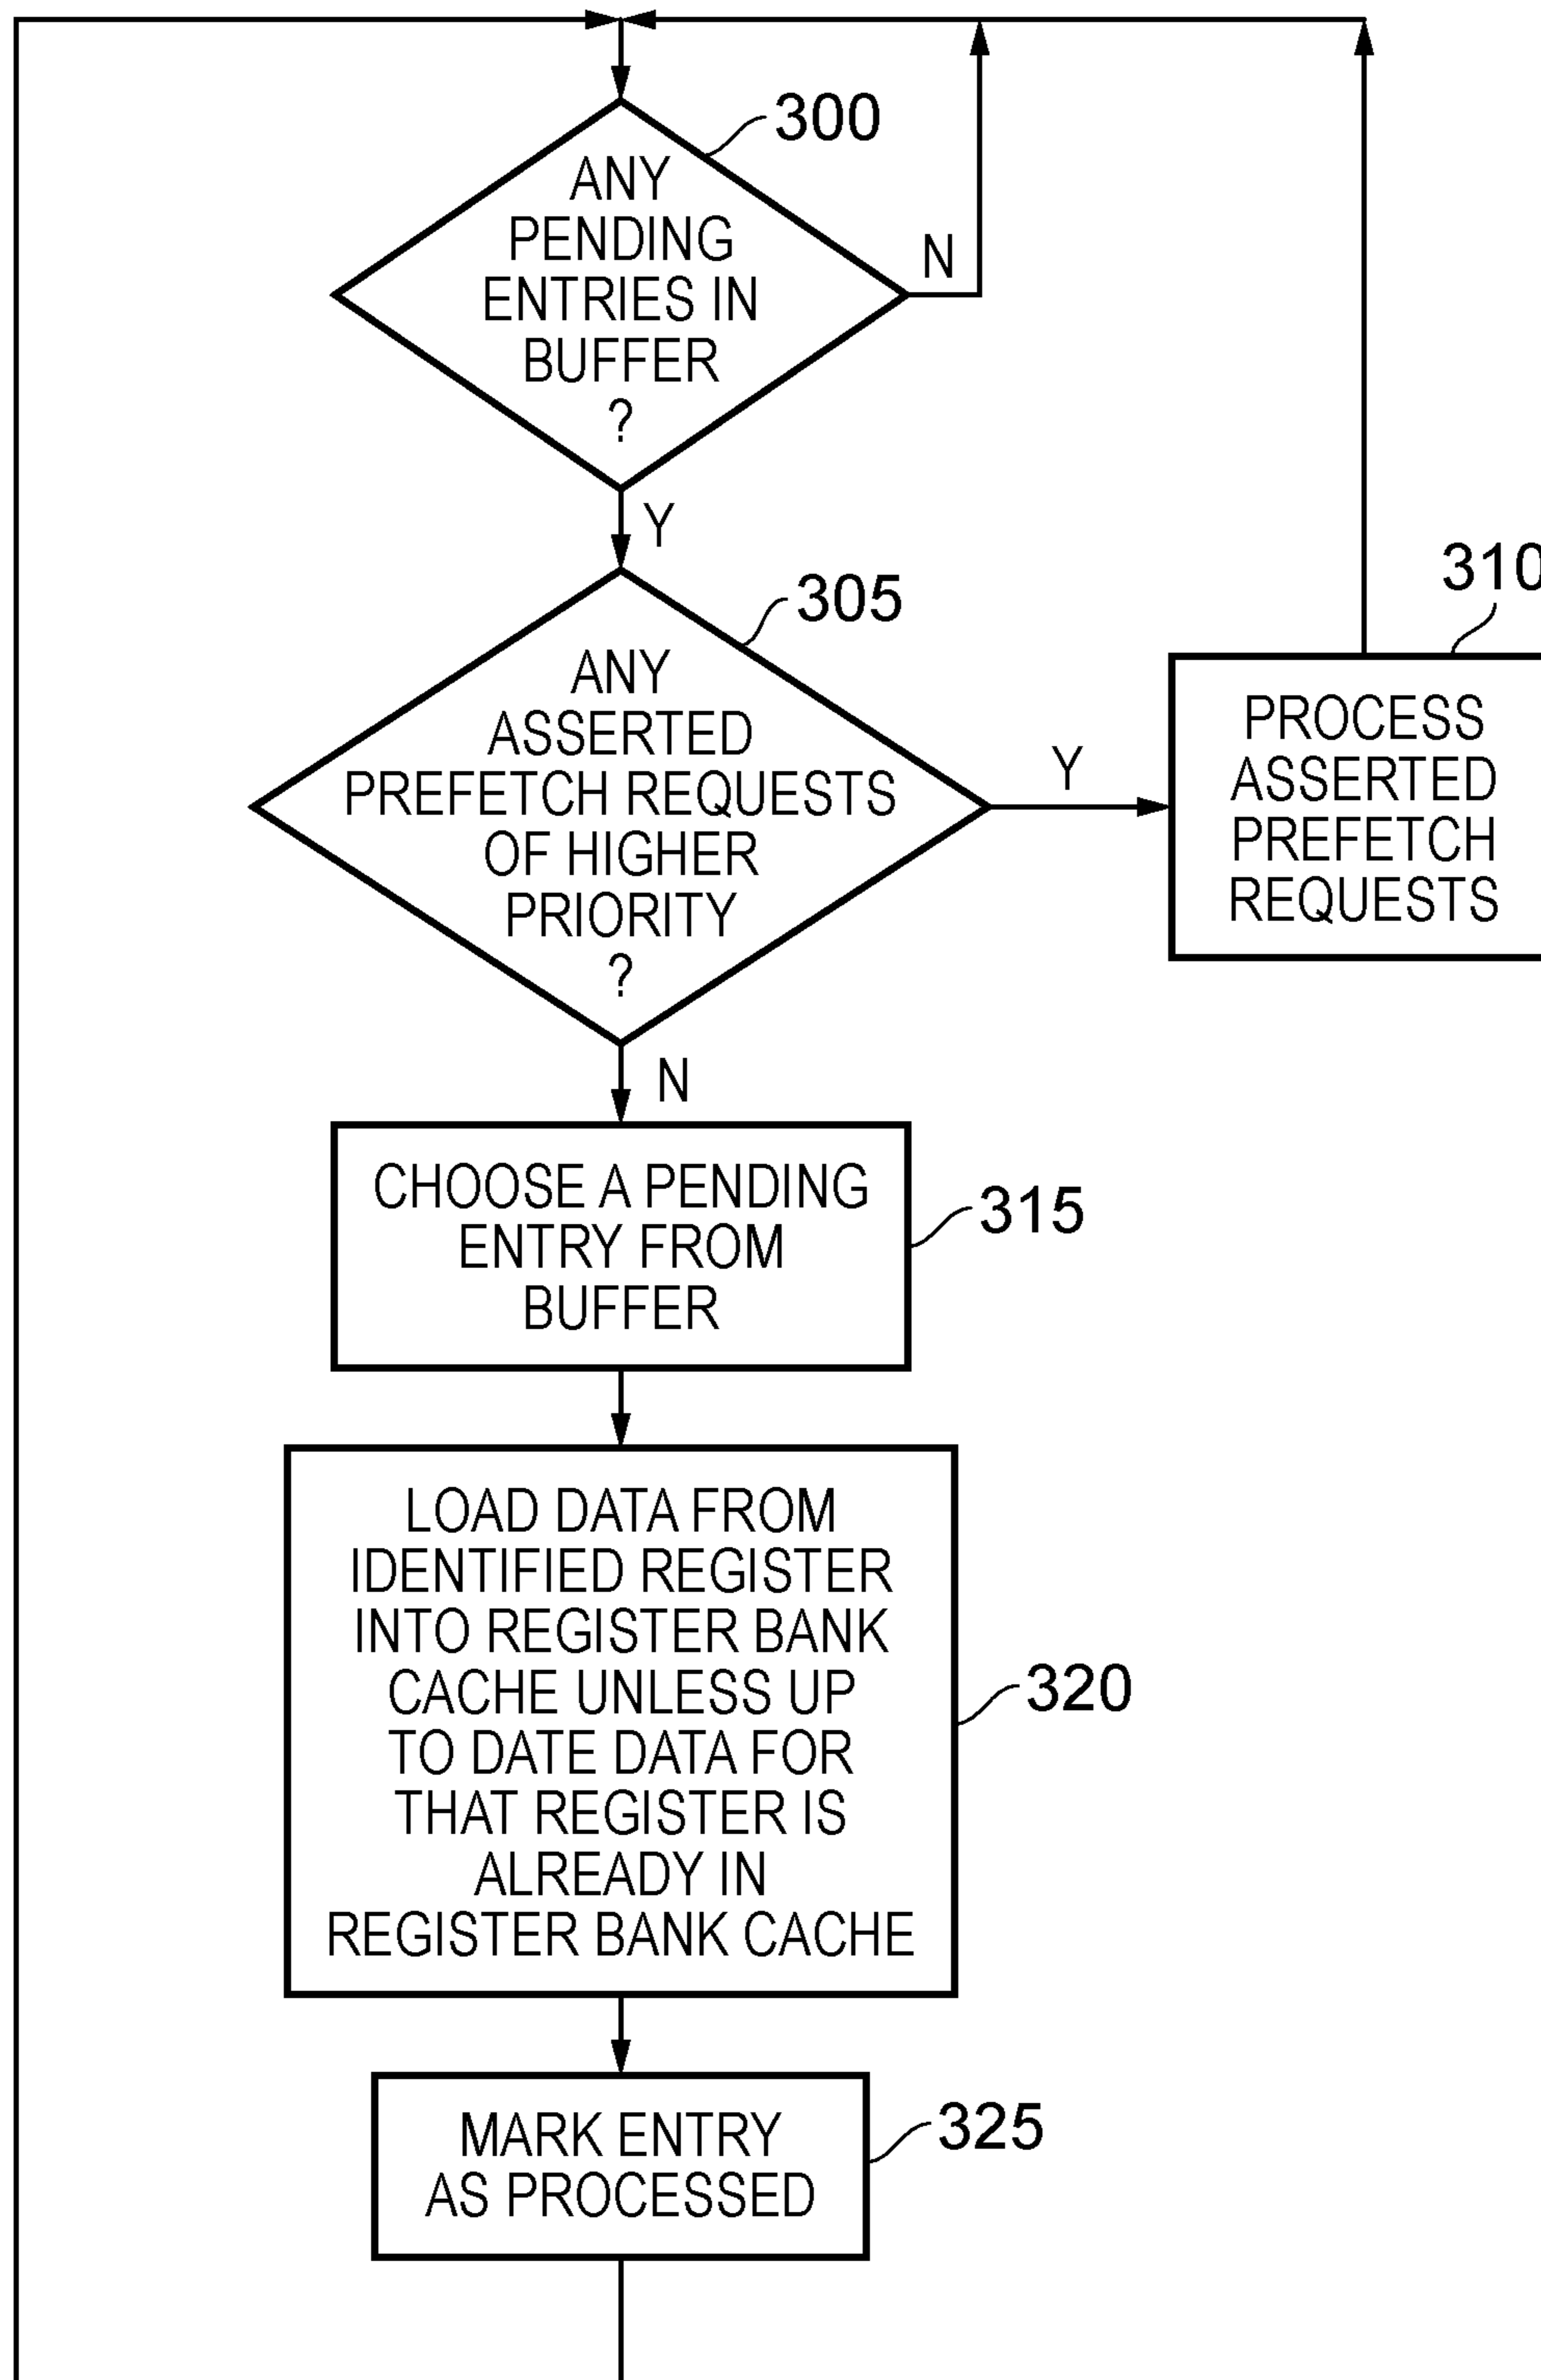 300
ANY
PENDING
ENTRIES IN
BUFFER
?
N
Y
305
ANY
ASSERTED
PREFETCH REQUESTS
OF HIGHER
PRIORITY
?
Y
310
PROCESS
ASSERTED
PREFETCH
REQUESTS
N
CHOOSE A PENDING
ENTRY FROM
BUFFER
315
LOAD DATA FROM
IDENTIFIED REGISTER
INTO REGISTER BANK
CACHE UNLESS UP
TO DATE DATA FOR
THAT REGISTER IS
ALREADY IN
REGISTER BANK CACHE
320
MARK ENTRY
AS PROCESSED
325